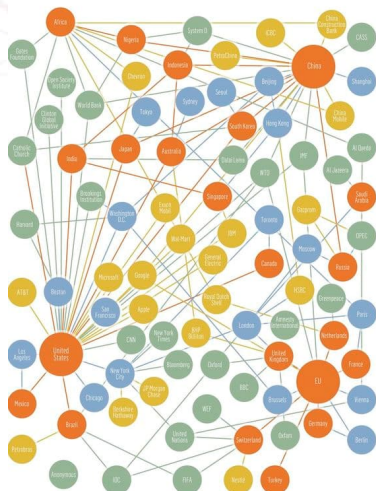 Africa
Nigeria
System D
ICBC
China
Construction
Bank
CASS
Gates
Foundation
Chevron
Indonesia
PetroChina
China
Open Society
Institute
World Bank
Sydney
Seoul
Beijing
Shanghai
Clinton
Global
Initiative
Tokyo
South Korea
Hong Kong
China
Mobile
Catholic
Church
India
Japan
Australia
Dalai Lama
IMF
Al Qaeda
WTO
Al Jazeera
Brookings
Institution
Singapore
Saudi
Aramco
Harvard
Washington
D.C.
Exxon
Mobil
Toronto
Gazprom
OPEC
Wal-Mart
IBM
Moscow
Microsoft
Google
General
Electric
Canada
Russia
AT&T
Boston
HSBC
Greenpeace
San
Francisco
Apple
Royal Dutch
Shell
Paris
CNN
New York
Times
BHP
Billiton
London
Amnesty
International
Netherlands
Los
Angeles
United
States
New York
City
Bloomberg
Oxford
United
Kingdom
France
BBC
EU
Mexico
Chicago
JP Morgan
Chase
Berkshire
Hathaway
WEF
Brussels
Vienna
Brazil
United
Nations
Switzerland
Oxfam
Germany
Berlin
Petrobras
Anonymous
IOC
FIFA
Nestlé
Turkey